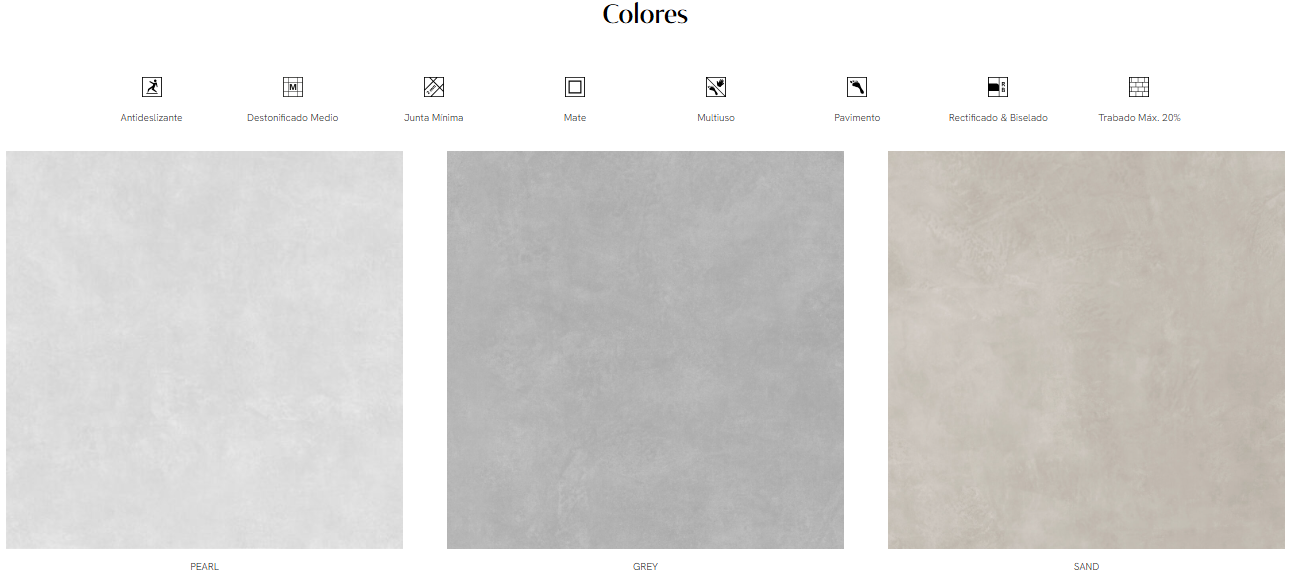 Colores
M
R
B
Antideslizante
Destonificado Medio
Junta Mínima
Mate
Multiuso
Pavimento
Rectificado & Biselado
Trabado Máx. 20%
PEARL
GREY
SAND